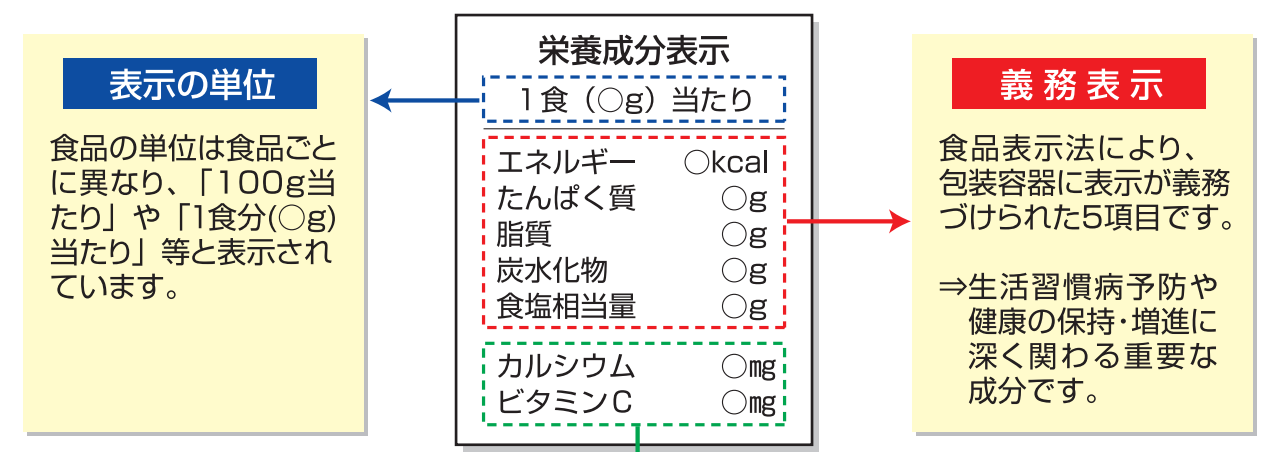 表示の単位
食品の単位は食品ごと
に異なり、「100g当
たり」や「1食分(○g)
当たり」等と表示され
ています。
栄養成分表示
1食（○g）当たり
エネルギー ○kcal
たんぱく質 ○g
脂質 ○g
炭水化物 ○g
食塩相当量 ○g
カルシウム ○㎎
ビタミンC ○㎎
義務表示
食品表示法により、
包装容器に表示が義務
づけられた5項目です。
⇒生活習慣病予防や
健康の保持・増進に
深く関わる重要な
成分です。